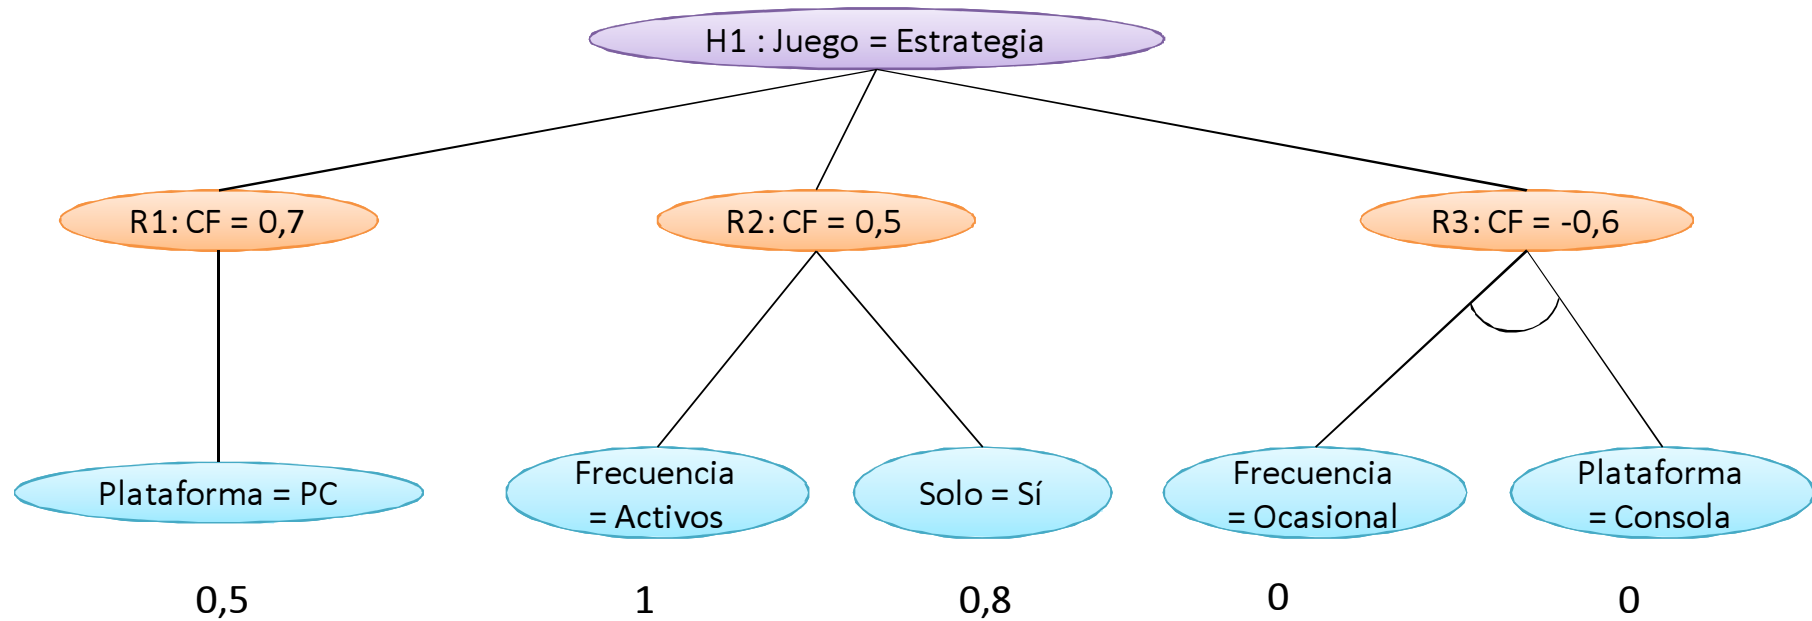 H1 : Juego = Estrategia
R1: CF = 0,7
R2: CF = 0,5
R3: CF = -0,6
Plataforma = PC
Frecuencia
= Activos
Solo = Sí
Frecuencia
= Ocasional
Plataforma
= Consola
0,5
1
0,8
0
0